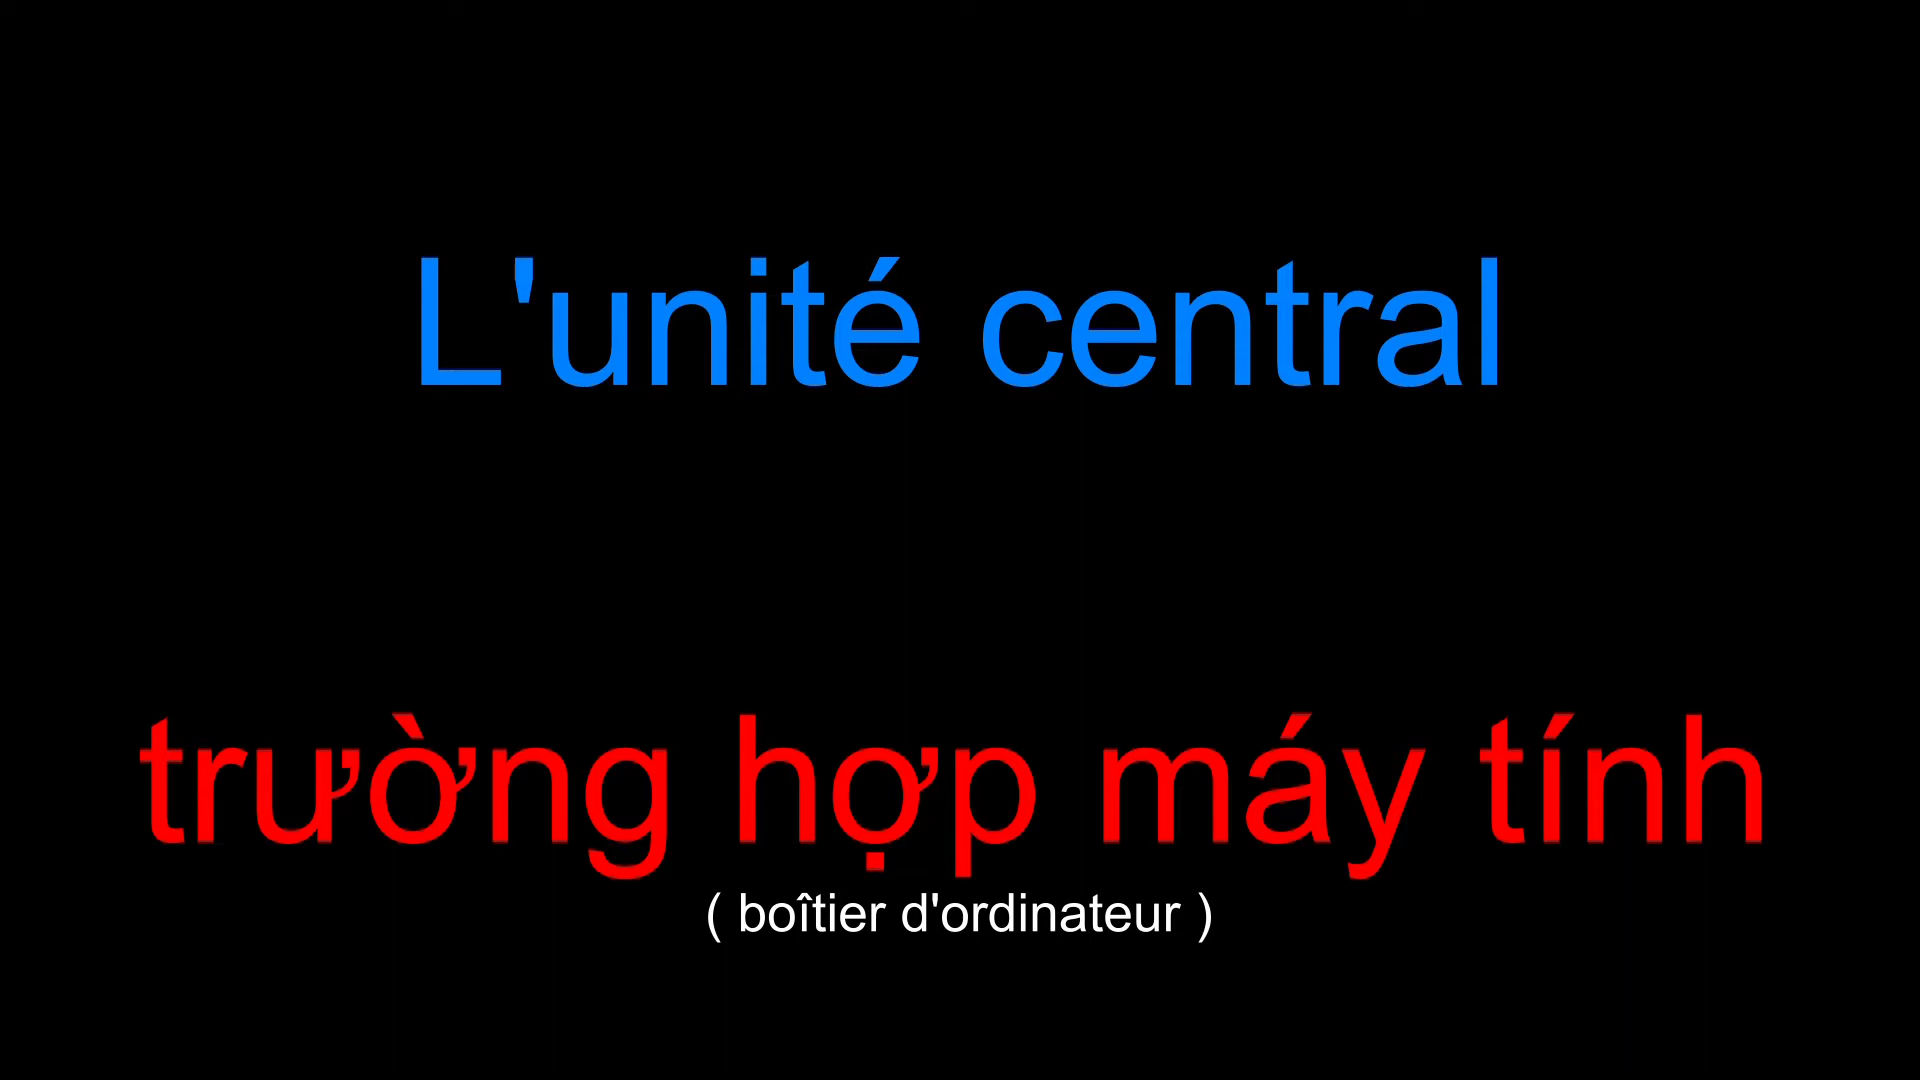 L'unité central
trường hợp máy tính
( boîtier d'ordinateur )